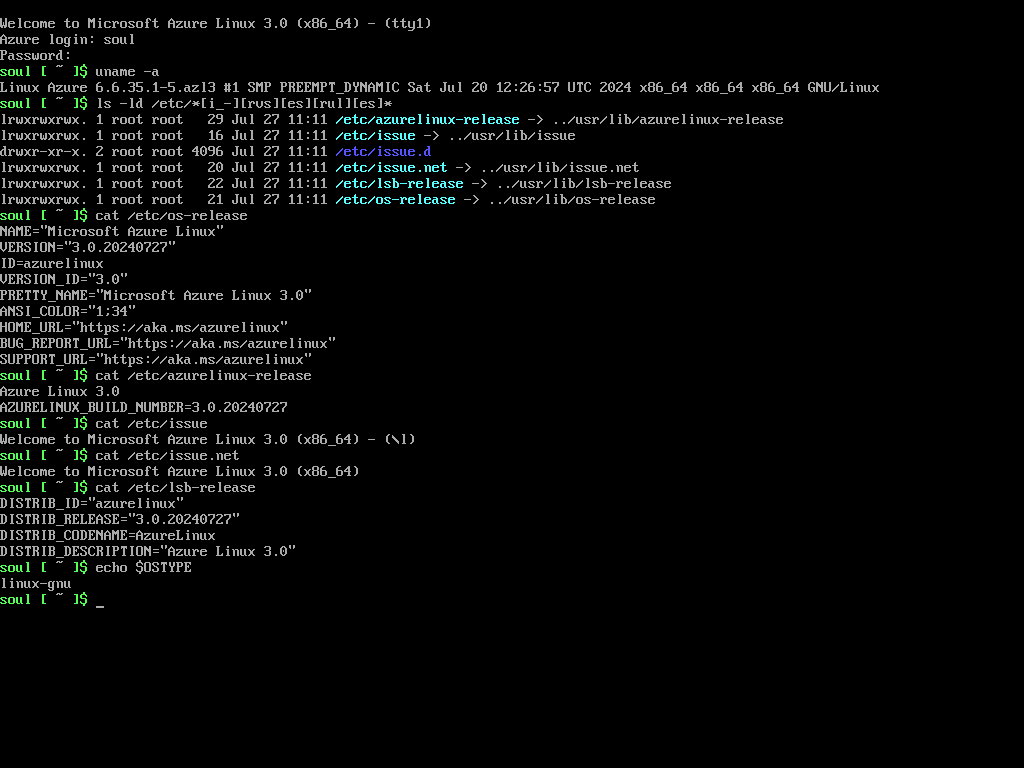 Welcome to Microsoft Azure Linux 3.0 (x86_64) - (tty1)
Azure login: soul
Password:
soul [ ~ ]$ uname -a
Linux Azure 6.6.35.1-5.azl3 #1 SMP PREEMPT_DYNAMIC Sat Jul 20 12:26:57 UTC 2024 x86_64 x86_64 x86_64 GNU/Linux
soul [ ~ ]$ ls -ld /etc/*[i_-][rvs][es][rul][es]*
lrwxrwxrwx. 1 root root   29 Jul 27 11:11 /etc/azurelinux-release -> ../usr/lib/azurelinux-release
lrwxrwxrwx. 1 root root   16 Jul 27 11:11 /etc/issue -> ../usr/lib/issue
drwxr-xr-x. 2 root root 4096 Jul 27 11:11 /etc/issue.d
lrwxrwxrwx. 1 root root   20 Jul 27 11:11 /etc/issue.net -> ../usr/lib/issue.net
lrwxrwxrwx. 1 root root   22 Jul 27 11:11 /etc/lsb-release -> ../usr/lib/lsb-release
lrwxrwxrwx. 1 root root   21 Jul 27 11:11 /etc/os-release -> ../usr/lib/os-release
soul [ ~ ]$ cat /etc/os-release
NAME="Microsoft Azure Linux"
VERSION="3.0.20240727"
ID=azurelinux
VERSION_ID="3.0"
PRETTY_NAME="Microsoft Azure Linux 3.0"
ANSI_COLOR="1;34"
HOME_URL="https://aka.ms/azurelinux"
BUG_REPORT_URL="https://aka.ms/azurelinux"
SUPPORT_URL="https://aka.ms/azurelinux"
soul [ ~ ]$ cat /etc/azurelinux-release
Azure Linux 3.0
AZURELINUX_BUILD_NUMBER=3.0.20240727
soul [ ~ ]$ cat /etc/issue
Welcome to Microsoft Azure Linux 3.0 (x86_64) - (\l)
soul [ ~ ]$ cat /etc/issue.net
Welcome to Microsoft Azure Linux 3.0 (x86_64)
soul [ ~ ]$ cat /etc/lsb-release
DISTRIB_ID="azurelinux"
DISTRIB_RELEASE="3.0.20240727"
DISTRIB_CODENAME=AzureLinux
DISTRIB_DESCRIPTION="Azure Linux 3.0"
soul [ ~ ]$ echo $OSTYPE
linux-gnu
soul [ ~ ]$ _